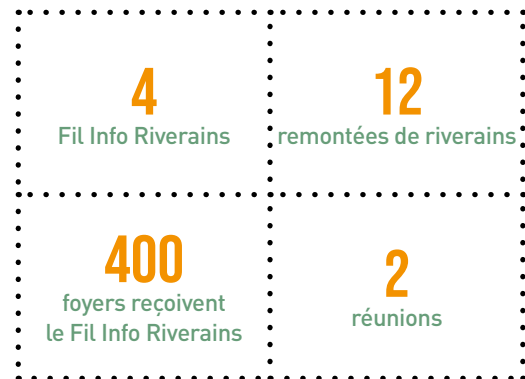 4
Fil Info Riverains
12
remontées de riverains
400
foyers reçoivent
le Fil Info Riverains
2
réunions